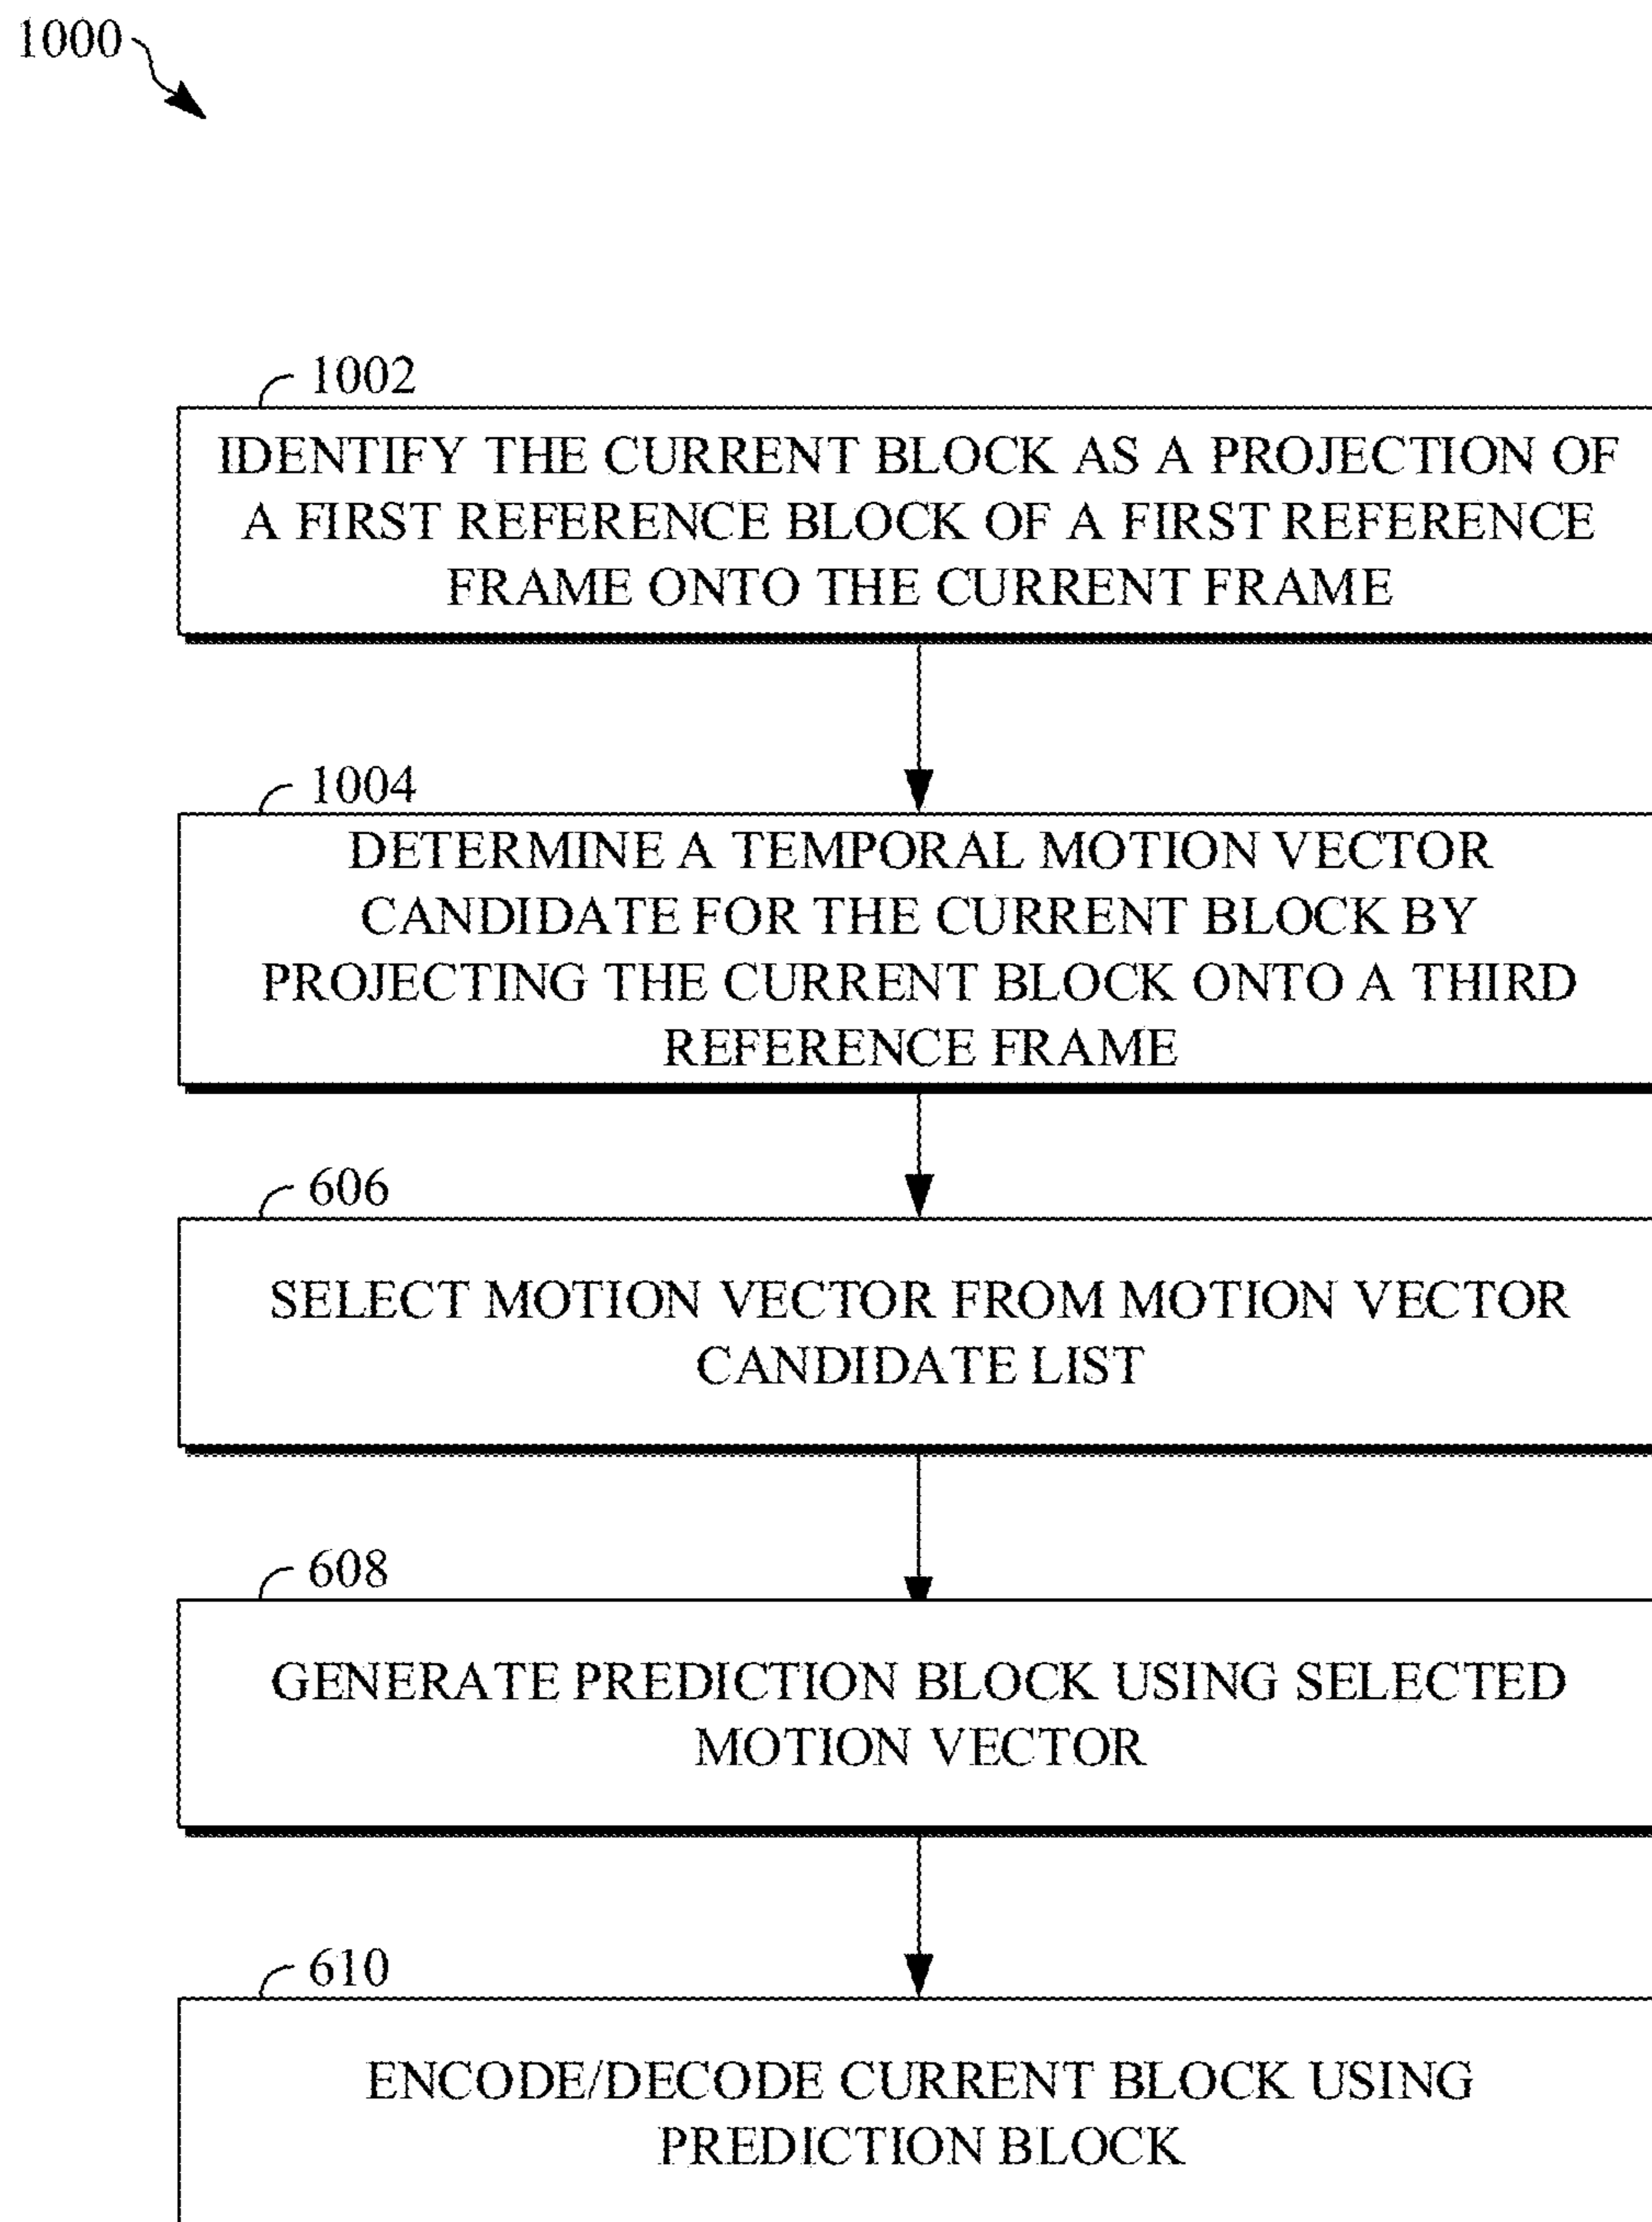 1000
1002
IDENTIFY THE CURRENT BLOCK AS A PROJECTION OF
A FIRST REFERENCE BLOCK OF A FIRST REFERENCE
FRAME ONTO THE CURRENT FRAME
1004
DETERMINE A TEMPORAL MOTION VECTOR
CANDIDATE FOR THE CURRENT BLOCK BY
PROJECTING THE CURRENT BLOCK ONTO A THIRD
REFERENCE FRAME
606
SELECT MOTION VECTOR FROM MOTION VECTOR
CANDIDATE LIST
608
GENERATE PREDICTION BLOCK USING SELECTED
MOTION VECTOR
610
ENCODE/DECODE CURRENT BLOCK USING
PREDICTION BLOCK